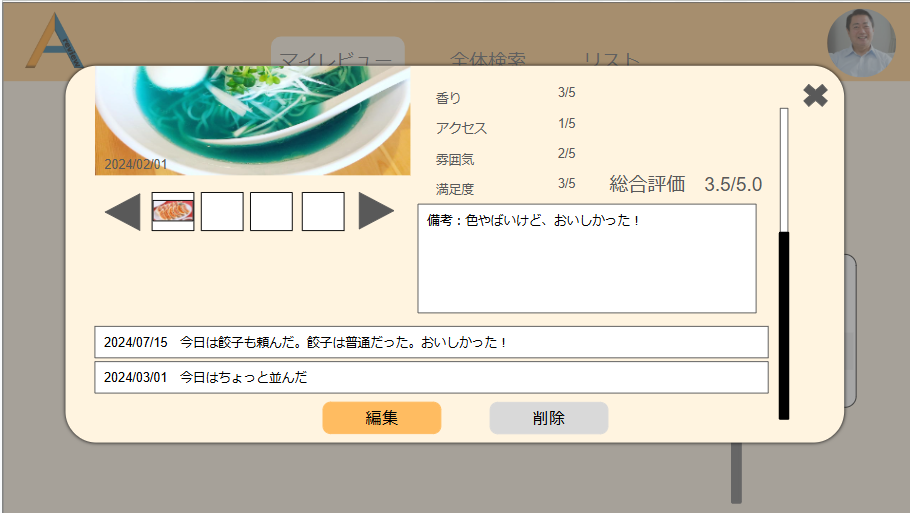 review
マイレビュー 全体検索 リスト
香り 3/5
アクセス 1/5
雰囲気 2/5
満足度 3/5 総合評価 3.5/5.0
2024/02/01
備考：色やばいけど、おいしかった！
2024/07/15 今日は餃子も頼んだ。餃子は普通だった。おいしかった！
2024/03/01 今日はちょっと並んだ
編集 削除